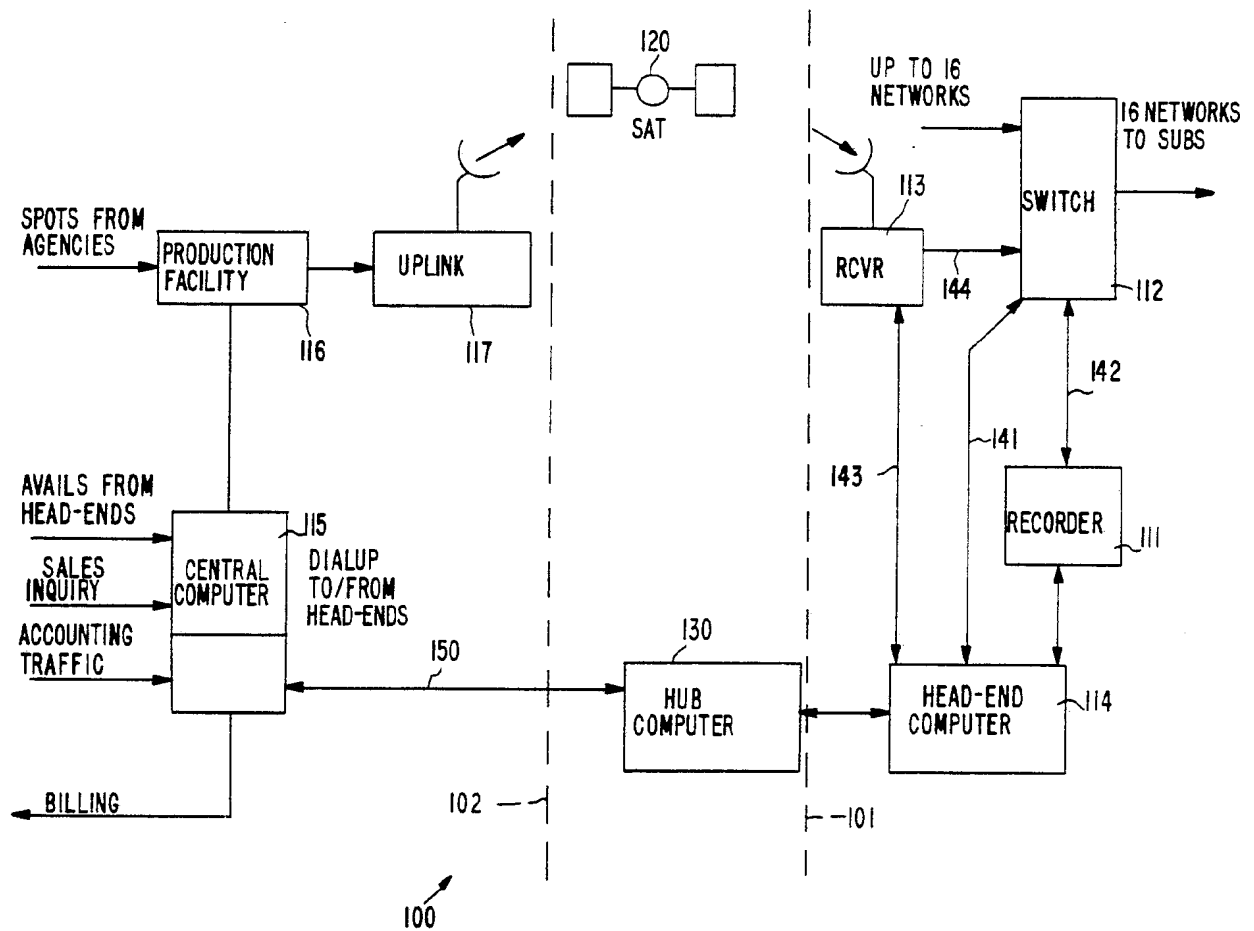 120
SAT
UP TO 16
NETWORKS
16 NETWORKS
TO SUBS
SPOTS FROM
AGENCIES
PRODUCTION
FACILITY
116
UPLINK
117
113
RCVR
144
SWITCH
112
142
141
143
RECORDER
111
AVAILS FROM
HEAD-ENDS
SALES
INQUIRY
ACCOUNTING
TRAFFIC
115
CENTRAL
COMPUTER
DIALUP
TO/FROM
HEAD-ENDS
150
130
HUB
COMPUTER
HEAD-END
COMPUTER
114
BILLING
102
101
100